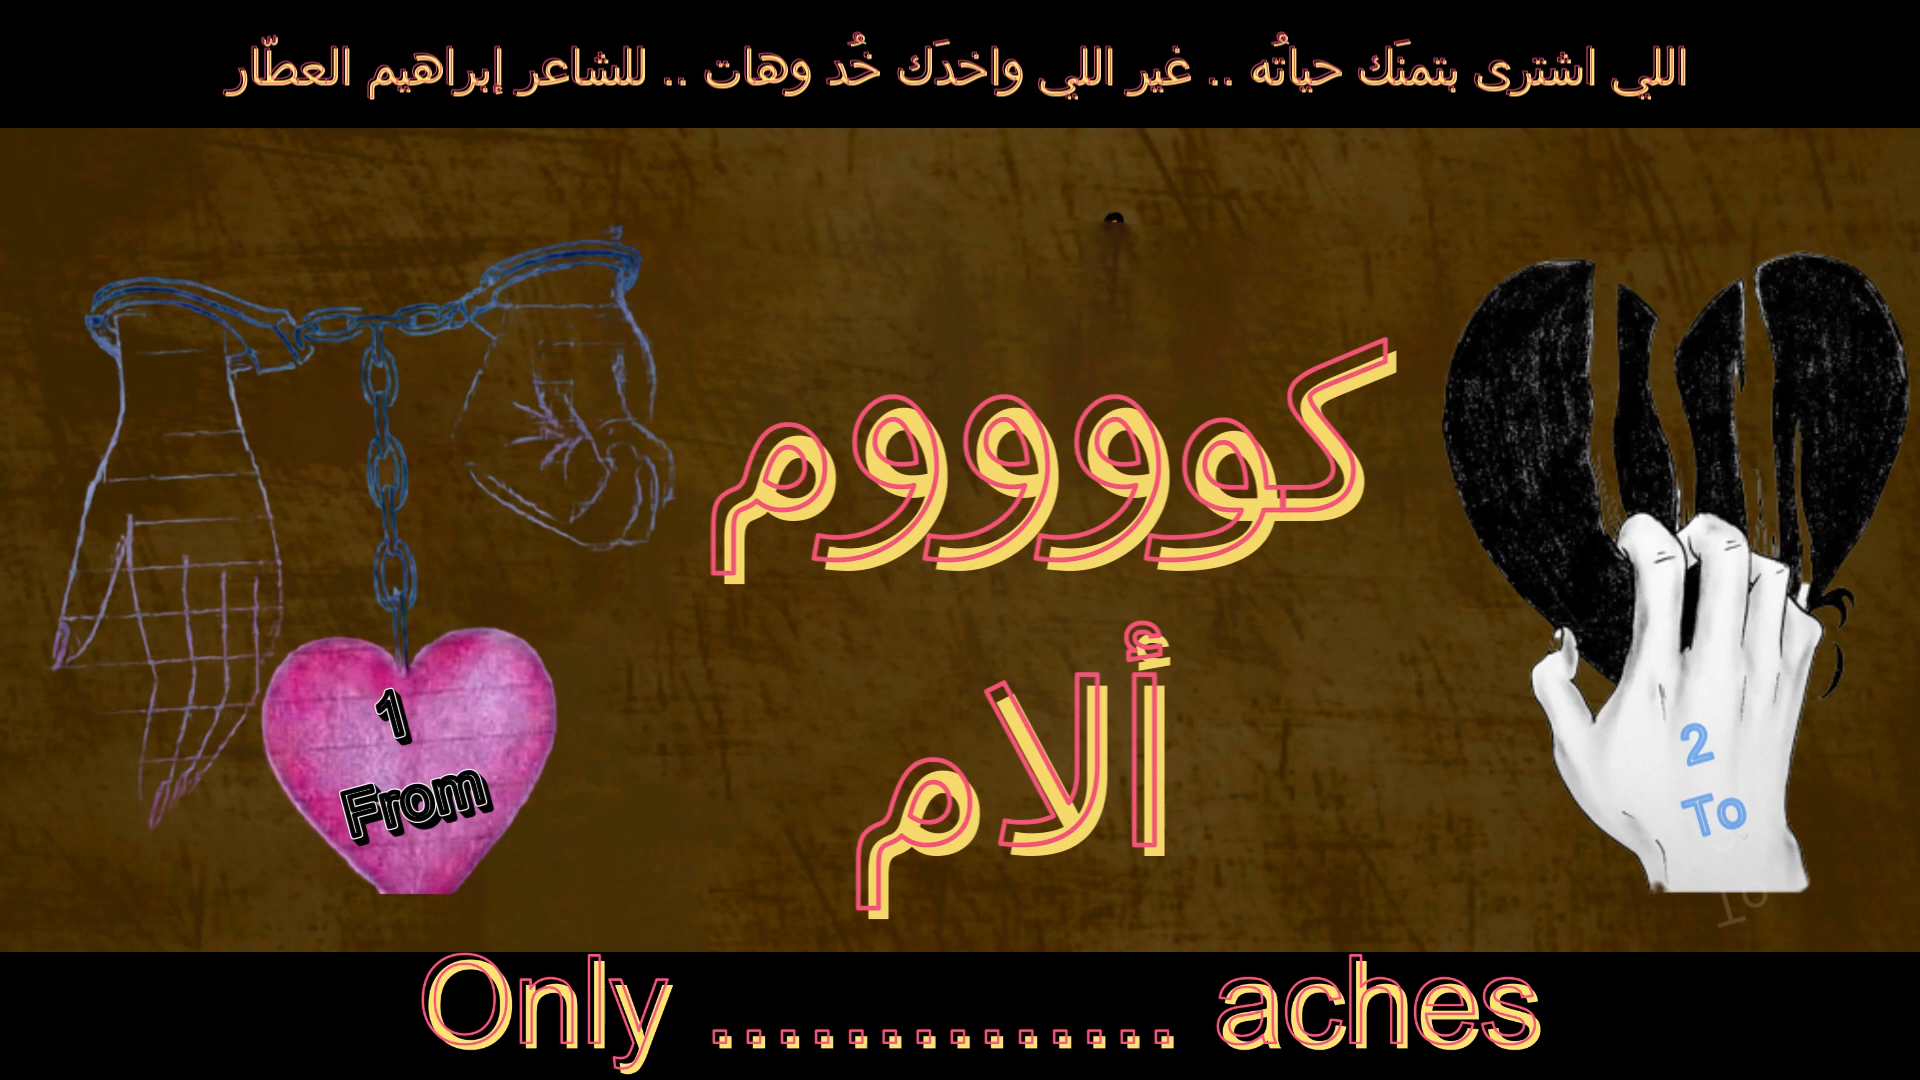 اللي اشترى بتمنَك حياتُه .. غير اللي واخدَك خُد وهات .. للشاعر إبراهيم العطّار
كووووم
ألام
1
From
2
To
To
Only .............. aches